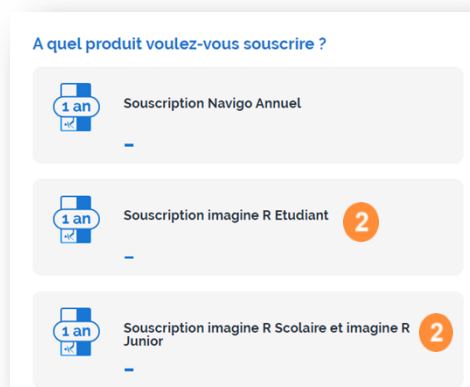 A quel produit voulez-vous souscrire ?
1 an
Souscription Navigo Annuel
1 an
Souscription imagine R Etudiant
2
1 an
Souscription imagine R Scolaire et imagine R
Junior
2